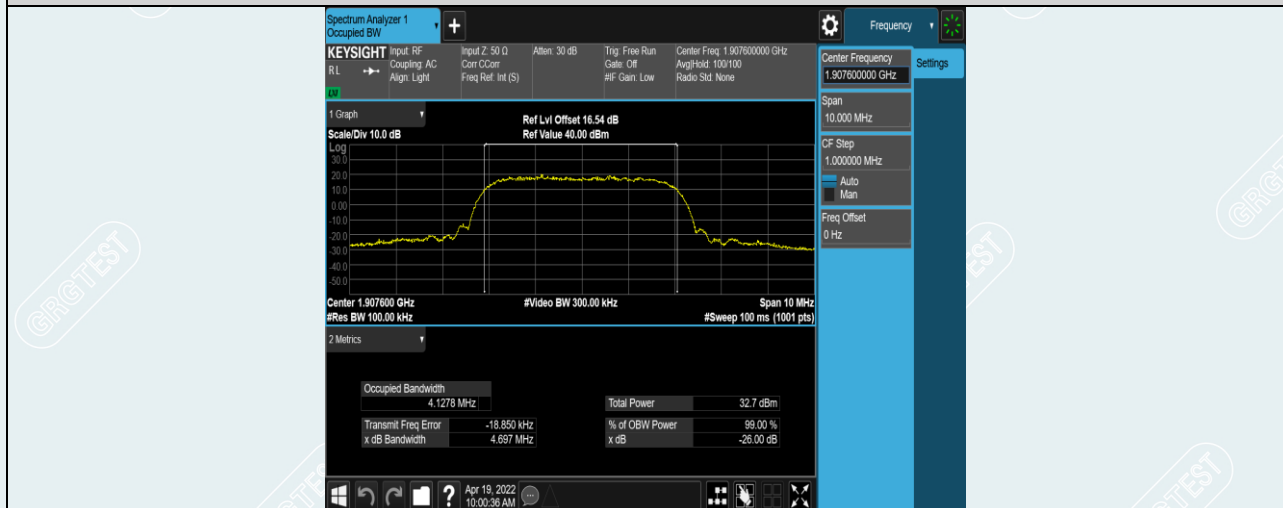 Spectrum Analyzer 1
Occupied BW
+
Frequency
KEYSIGHT
RL
LXI
Input: RF
Coupling: AC
Align: Light
Input Z: 50 Ω
Corr CCorr
Freq Ref: Int (S)
Atten: 30 dB
Trig: Free Run
Gate: Off
#IF Gain: Low
Center Freq: 1.907600000 GHz
Avg|Hold: 100/100
Radio Std: None
Center Frequency
1.907600000 GHz
Settings
Span
10.000 MHz
CF Step
1.000000 MHz
Auto
Man
Freq Offset
0 Hz
1 Graph
Scale/Div 10.0 dB
Ref Lvl Offset 16.54 dB
Ref Value 40.00 dBm
Log
30.0
20.0
10.0
0.00
-10.0
-20.0
-30.0
-40.0
-50.0
Center 1.907600 GHz
#Video BW 300.00 kHz
Span 10 MHz
#Res BW 100.00 kHz
#Sweep 100 ms (1001 pts)
2 Metrics
Occupied Bandwidth
4.1278 MHz
Total Power 32.7 dBm
Transmit Freq Error -18.850 kHz
% of OBW Power 99.00 %
x dB Bandwidth 4.697 MHz
x dB -26.00 dB
?
Apr 19, 2022
10:00:36 AM
GRGTEST
GRGTEST